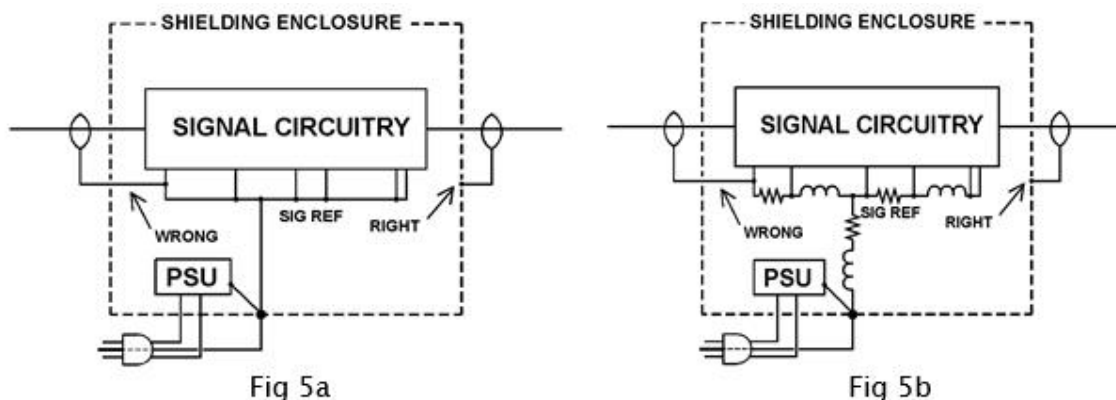 SHIELDING ENCLOSURE
SIGNAL CIRCUITRY
SIG REF
RIGHT
WRONG
PSU
Fig 5a
SHIELDING ENCLOSURE
SIGNAL CIRCUITRY
SIG REF
RIGHT
WRONG
PSU
Fig 5b